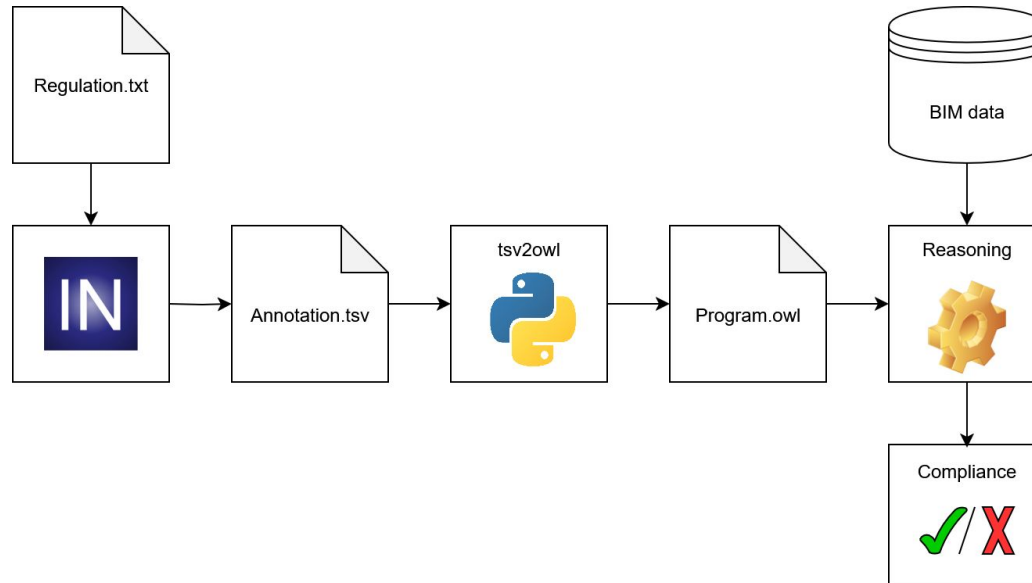 Regulation.txt
BIM data
IN
Annotation.tsv
tsv2owl
Program.owl
Reasoning
Compliance